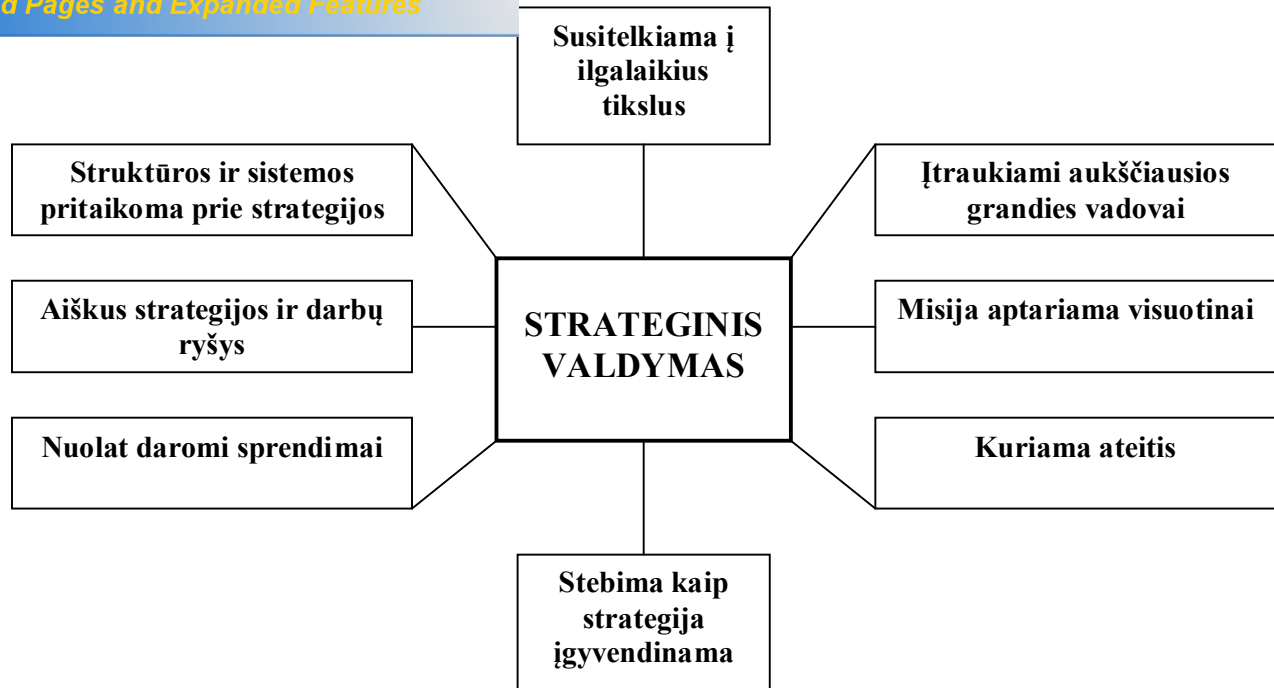 d Pages and Expanded Features
Susitelkiama į
ilgalaikius
tikslus
Struktūros ir sistemos
pritaikoma prie strategijos
Įtraukiami aukščiausios
grandies vadovai
Aiškus strategijos ir darbų
ryšys
STRATEGINIS
VALDYMAS
Misija aptariama visuotinai
Nuolat daromi sprendimai
Kuriama ateitis
Stebima kaip
strategija
įgyvendinama